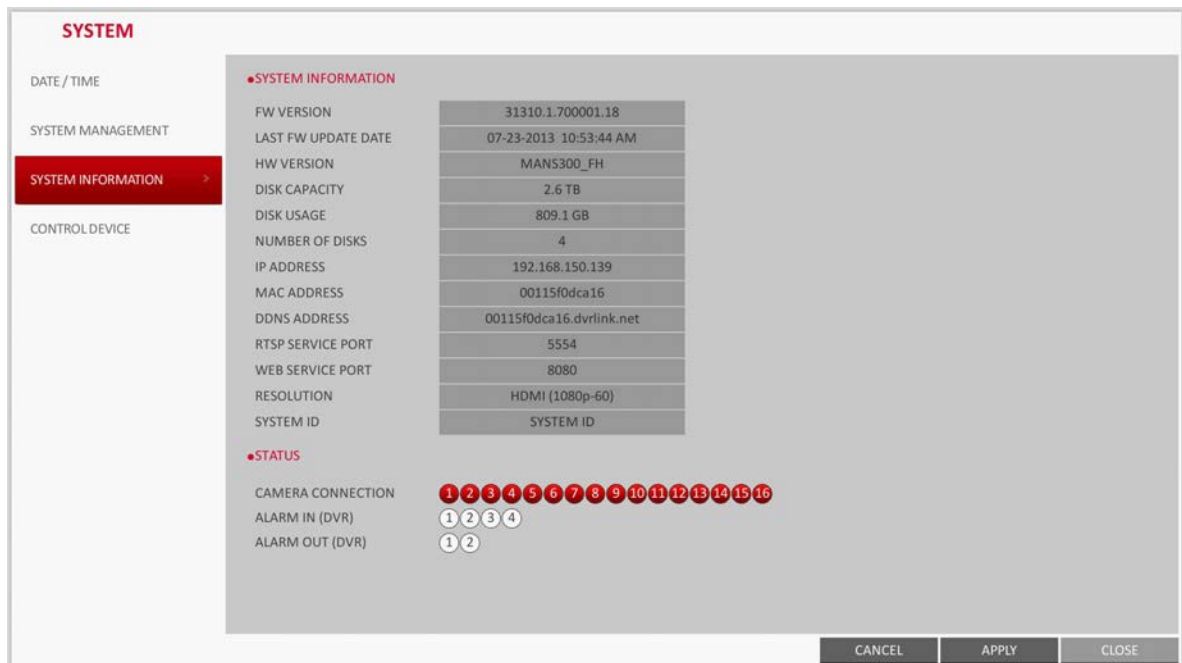 SYSTEM
DATE / TIME
SYSTEM MANAGEMENT
SYSTEM INFORMATION >
CONTROL DEVICE
●SYSTEM INFORMATION
FW VERSION 31310.1.700001.18
LAST FW UPDATE DATE 07-23-2013 10:53:44 AM
HW VERSION MANS300_FH
DISK CAPACITY 2.6 TB
DISK USAGE 809.1 GB
NUMBER OF DISKS 4
IP ADDRESS 192.168.150.139
MAC ADDRESS 00115f0dca16
DDNS ADDRESS 00115f0dca16.dvrlink.net
RTSP SERVICE PORT 5554
WEB SERVICE PORT 8080
RESOLUTION HDMI (1080p-60)
SYSTEM ID SYSTEM ID
●STATUS
CAMERA CONNECTION 1 2 3 4 5 6 7 8 9 10 11 12 13 14 15 16
ALARM IN (DVR) 1 2 3 4
ALARM OUT (DVR) 1 2
CANCEL APPLY CLOSE